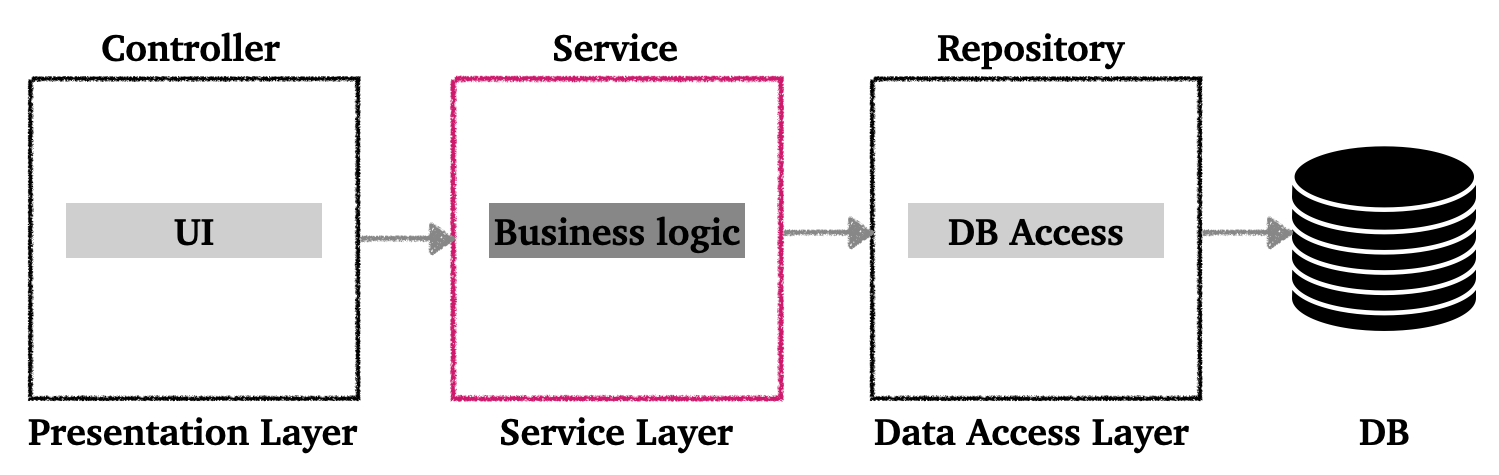 Controller
Service
Repository
UI
Business logic
DB Access
Presentation Layer
Service Layer
Data Access Layer
DB